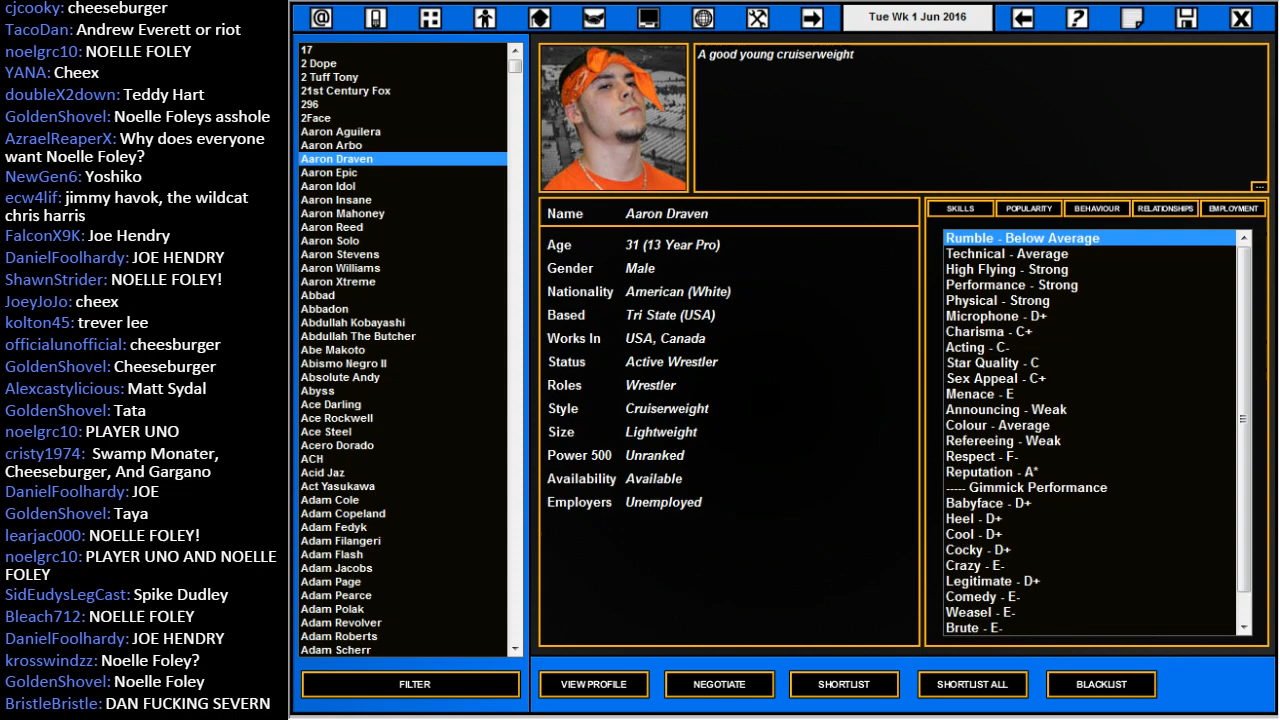 cjcooky: cheeseburger
TacoDan: Andrew Everett or riot
noelgrc10: NOELLE FOLEY
YANA: Cheex
doubleX2down: Teddy Hart
GoldenShovel: Noelle Foleys asshole
AzraelReaperX: Why does everyone
want Noelle Foley?
NewGen6: Yoshiko
ecw4lif: jimmy havok, the wildcat
chris harris
FalconX9K: Joe Hendry
DanielFoolhardy: JOE HENDRY
ShawnStrider: NOELLE FOLEY!
JoeyJoJo: cheex
kolton45: trever lee
officialunofficial: cheesburger
GoldenShovel: Cheeseburger
Alexcastylicious: Matt Sydal
GoldenShovel: Tata
noelgrc10: PLAYER UNO
cristy1974: Swamp Monater,
Cheeseburger, And Gargano
DanielFoolhardy: JOE
GoldenShovel: Taya
learjac000: NOELLE FOLEY!
noelgrc10: PLAYER UNO AND NOELLE
FOLEY
SidEudysLegCast: Spike Dudley
Bleach712: NOELLE FOLEY
DanielFoolhardy: JOE HENDRY
krosswindzz: Noelle Foley?
GoldenShovel: Noelle Foley
BristleBristle: DAN FUCKING SEVERN
Tue Wk 1 Jun 2016
17
2 Dope
2 Tuff Tony
21st Century Fox
296
2Face
Aaron Aguilera
Aaron Arbo
Aaron Draven
Aaron Epic
Aaron Idol
Aaron Insane
Aaron Mahoney
Aaron Reed
Aaron Solo
Aaron Stevens
Aaron Williams
Aaron Xtreme
Abbad
Abbadon
Abdullah Kobayashi
Abdullah The Butcher
Abe Makoto
Abismo Negro II
Absolute Andy
Abyss
Ace Darling
Ace Rockwell
Ace Steel
Acero Dorado
ACH
Acid Jaz
Act Yasukawa
Adam Cole
Adam Copeland
Adam Fedyk
Adam Filangeri
Adam Flash
Adam Jacobs
Adam Page
Adam Pearce
Adam Polak
Adam Revolver
Adam Roberts
Adam Scherr
FILTER
A good young cruiserweight
...
Name Aaron Draven
Age 31 (13 Year Pro)
Gender Male
Nationality American (White)
Based Tri State (USA)
Works In USA, Canada
Status Active Wrestler
Roles Wrestler
Style Cruiserweight
Size Lightweight
Power 500 Unranked
Availability Available
Employers Unemployed
SKILLS POPULARITY BEHAVIOUR RELATIONSHIPS EMPLOYMENT
Rumble - Below Average
Technical - Average
High Flying - Strong
Performance - Strong
Physical - Strong
Microphone - D+
Charisma - C+
Acting - C-
Star Quality - C
Sex Appeal - C+
Menace - E
Announcing - Weak
Colour - Average
Refereeing - Weak
Respect - F-
Reputation - A*
----- Gimmick Performance
Babyface - D+
Heel - D+
Cool - D+
Cocky - D+
Crazy - E-
Legitimate - D+
Comedy - E-
Weasel - E-
Brute - E-
VIEW PROFILE NEGOTIATE SHORTLIST SHORTLIST ALL BLACKLIST